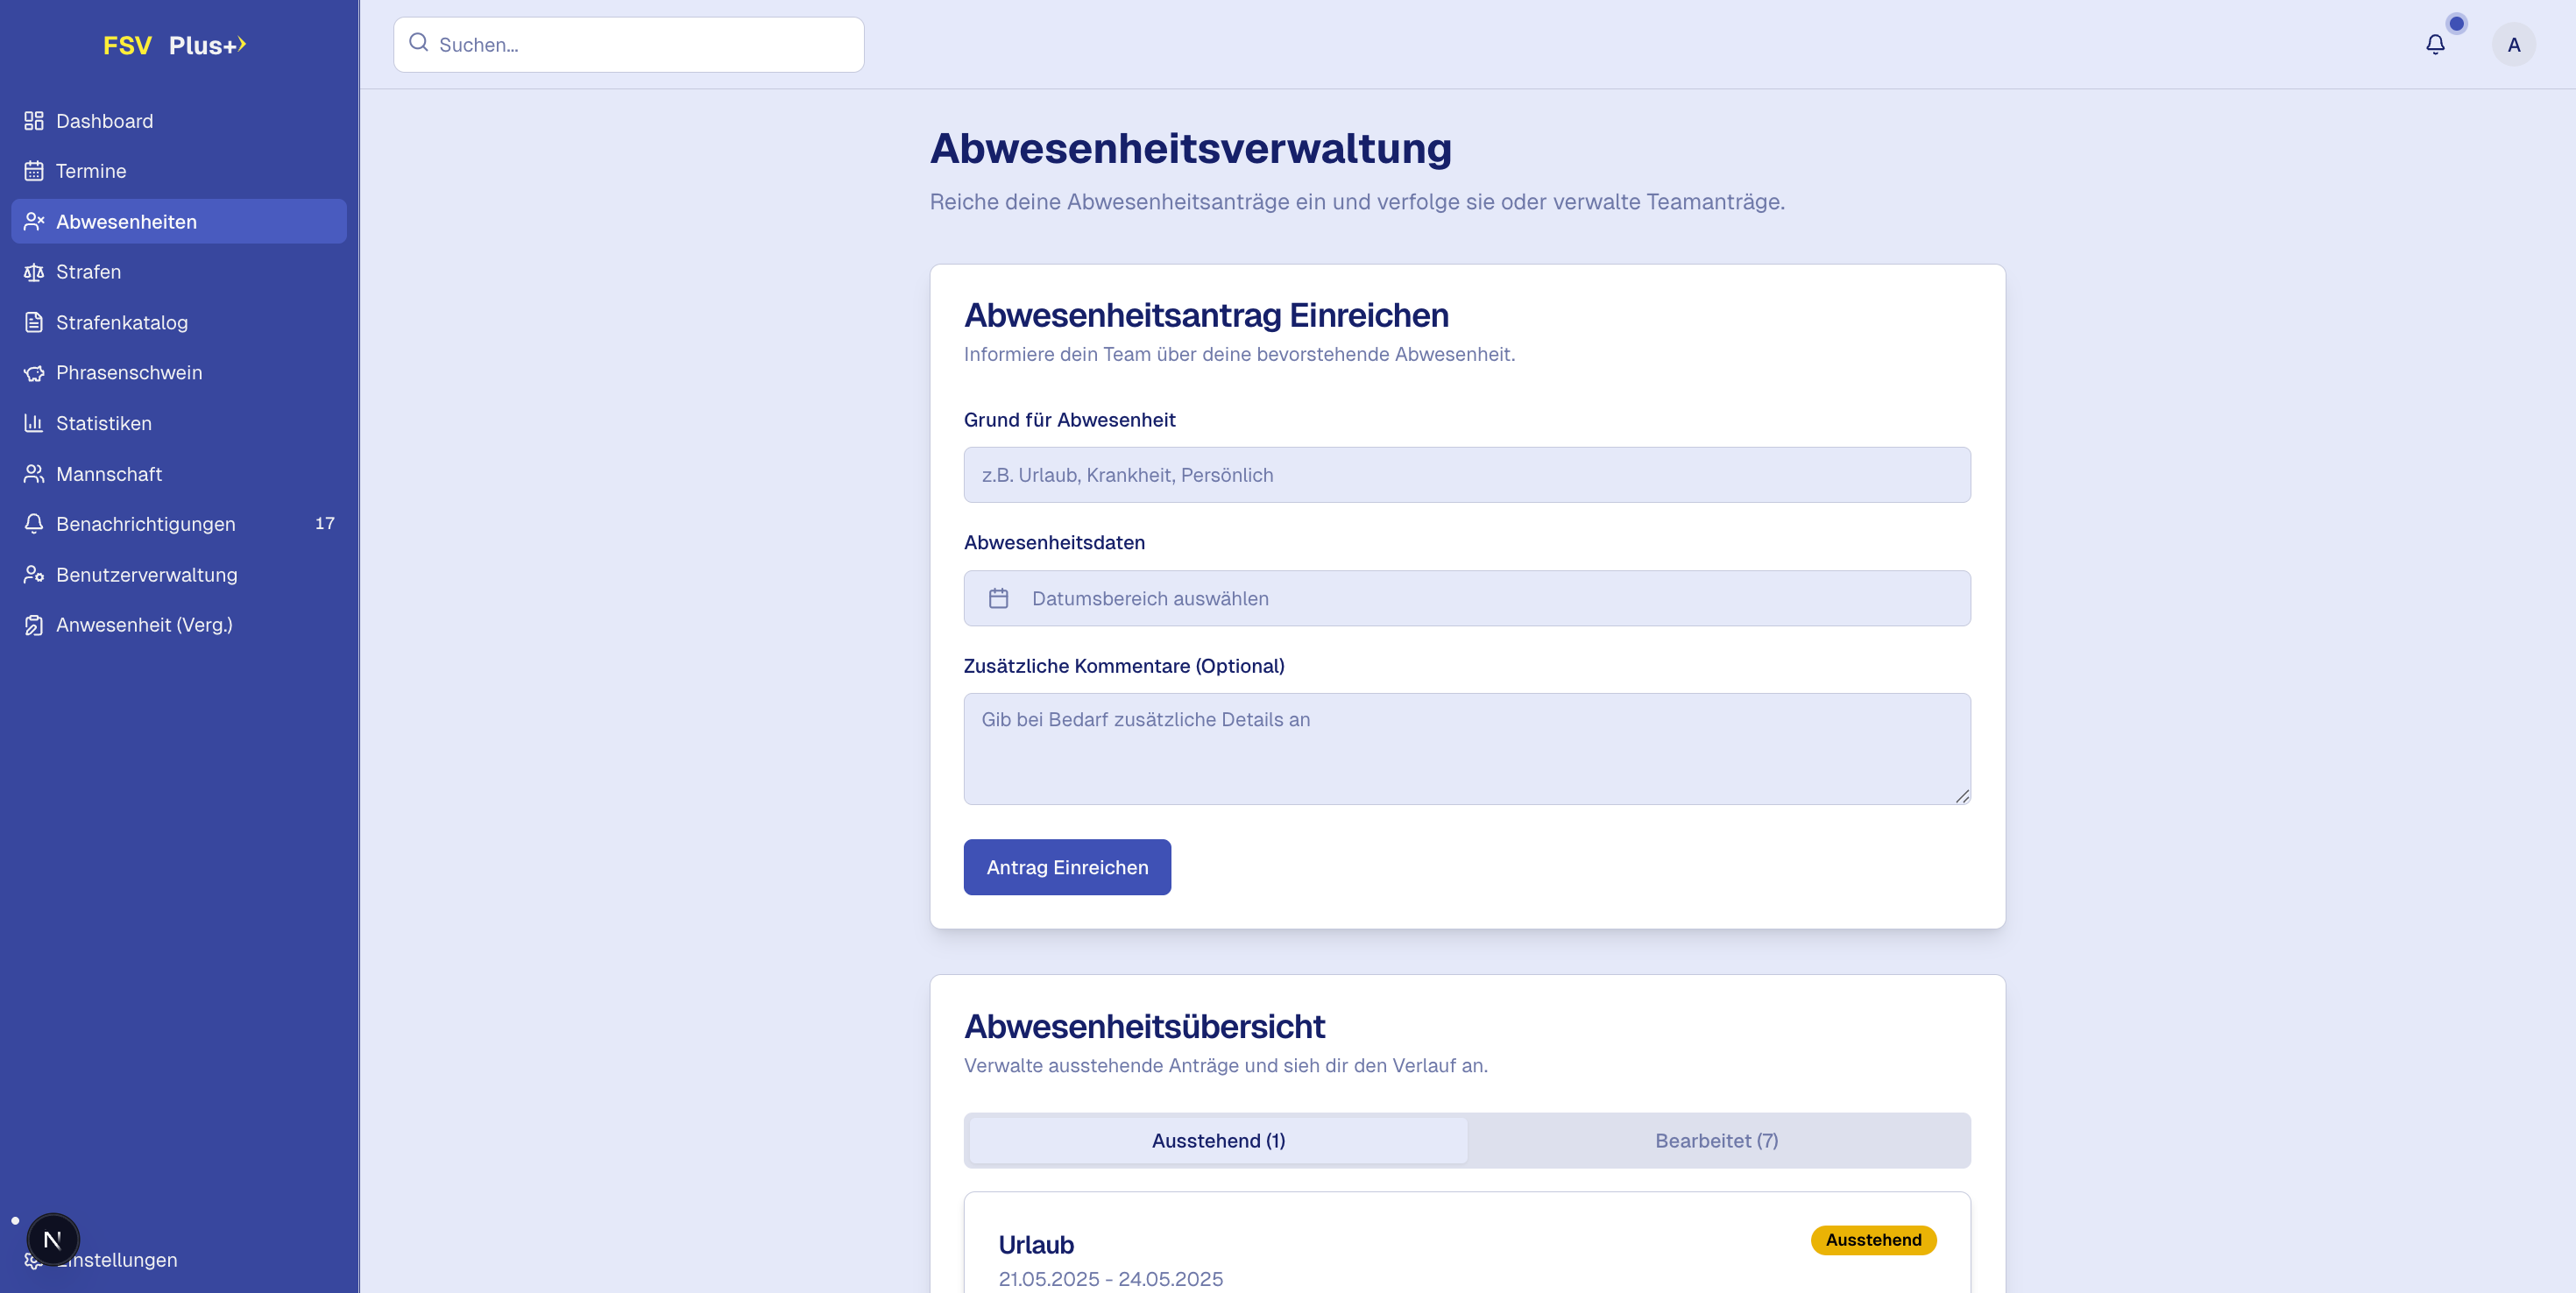 FSV Plus+
Suchen...
A
Dashboard
Termine
Abwesenheiten
Strafen
Strafenkatalog
Phrasenschwein
Statistiken
Mannschaft
Benachrichtigungen 17
Benutzerverwaltung
Anwesenheit (Verg.)
N
instellungen
Abwesenheitsverwaltung
Reiche deine Abwesenheitsanträge ein und verfolge sie oder verwalte Teamanträge.
Abwesenheitsantrag Einreichen
Informiere dein Team über deine bevorstehende Abwesenheit.
Grund für Abwesenheit
z.B. Urlaub, Krankheit, Persönlich
Abwesenheitsdaten
Datumsbereich auswählen
Zusätzliche Kommentare (Optional)
Gib bei Bedarf zusätzliche Details an
Antrag Einreichen
Abwesenheitsübersicht
Verwalte ausstehende Anträge und sieh dir den Verlauf an.
Ausstehend (1)
Bearbeitet (7)
Urlaub
Ausstehend
21.05.2025 - 24.05.2025